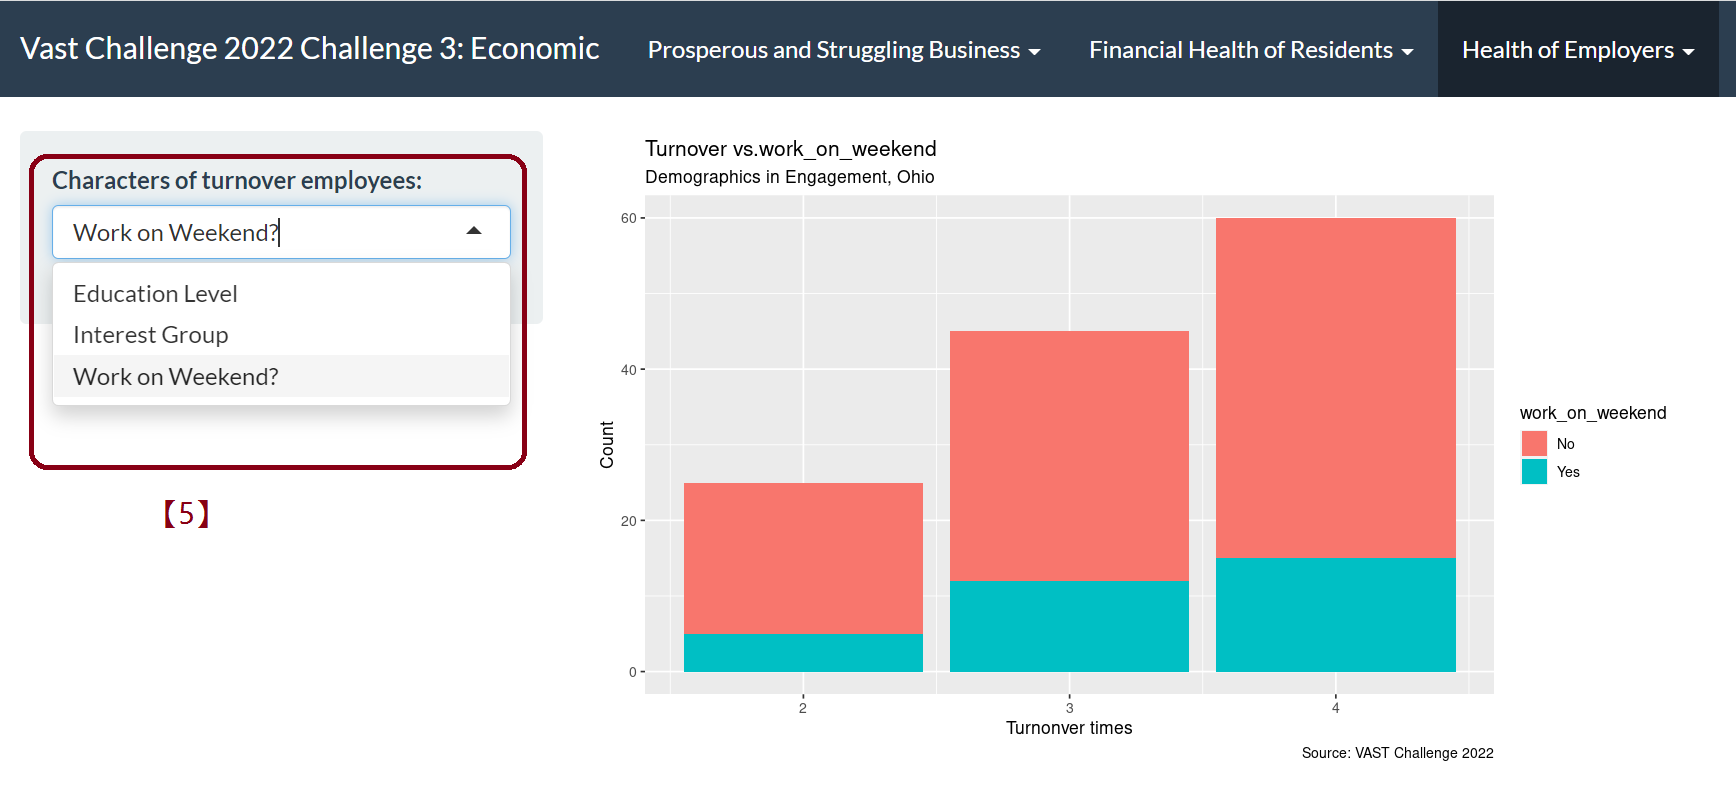 Vast Challenge 2022 Challenge 3: Economic Prosperous and Struggling Business Financial Health of Residents Health of Employers
Characters of turnover employees:
Work on Weekend?
Education Level
Interest Group
Work on Weekend?
【5】
Turnover vs.work_on_weekend
Demographics in Engagement, Ohio
60
40
20
0
Count
2 3 4
Turnonver times
Source: VAST Challenge 2022
work_on_weekend
No
Yes